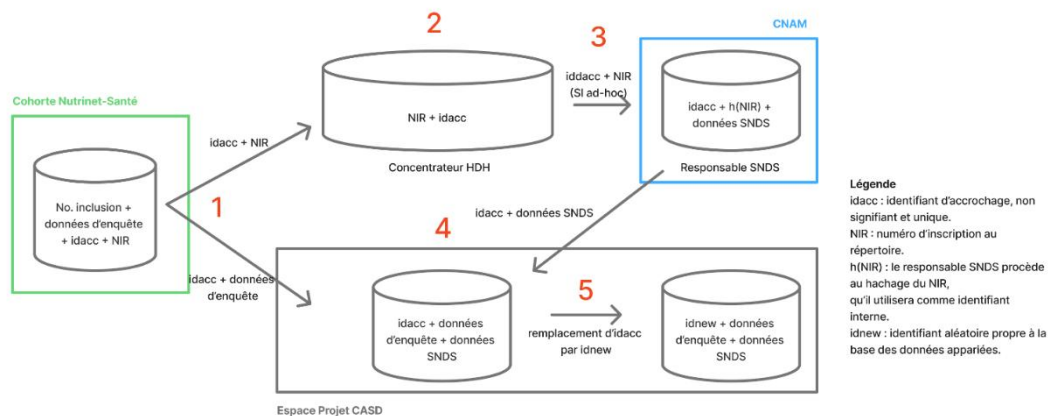 2
3
CNAM
Cohorte Nutrinet-Santé
idacc + NIR
NIR + idacc
iddacc + NIR
(SI ad-hoc)
idacc + h(NIR) +
données SNDS
Concentrateur HDH
Responsable SNDS
No. inclusion +
données d'enquête
+ idacc + NIR
1
idacc + données
d'enquête
4
idacc + données SNDS
idacc + données
d'enquête + données
SNDS
5
remplacement d'idacc
par idnew
idnew + données
d'enquête + données
SNDS
Espace Projet CASD
Légende
idacc : identifiant d'accrochage, non
signifiant et unique.
NIR : numéro d'inscription au
répertoire.
h(NIR) : le responsable SNDS procède
au hachage du NIR,
qu'il utilisera comme identifiant
interne.
idnew : identifiant aléatoire propre à la
base des données appariées.